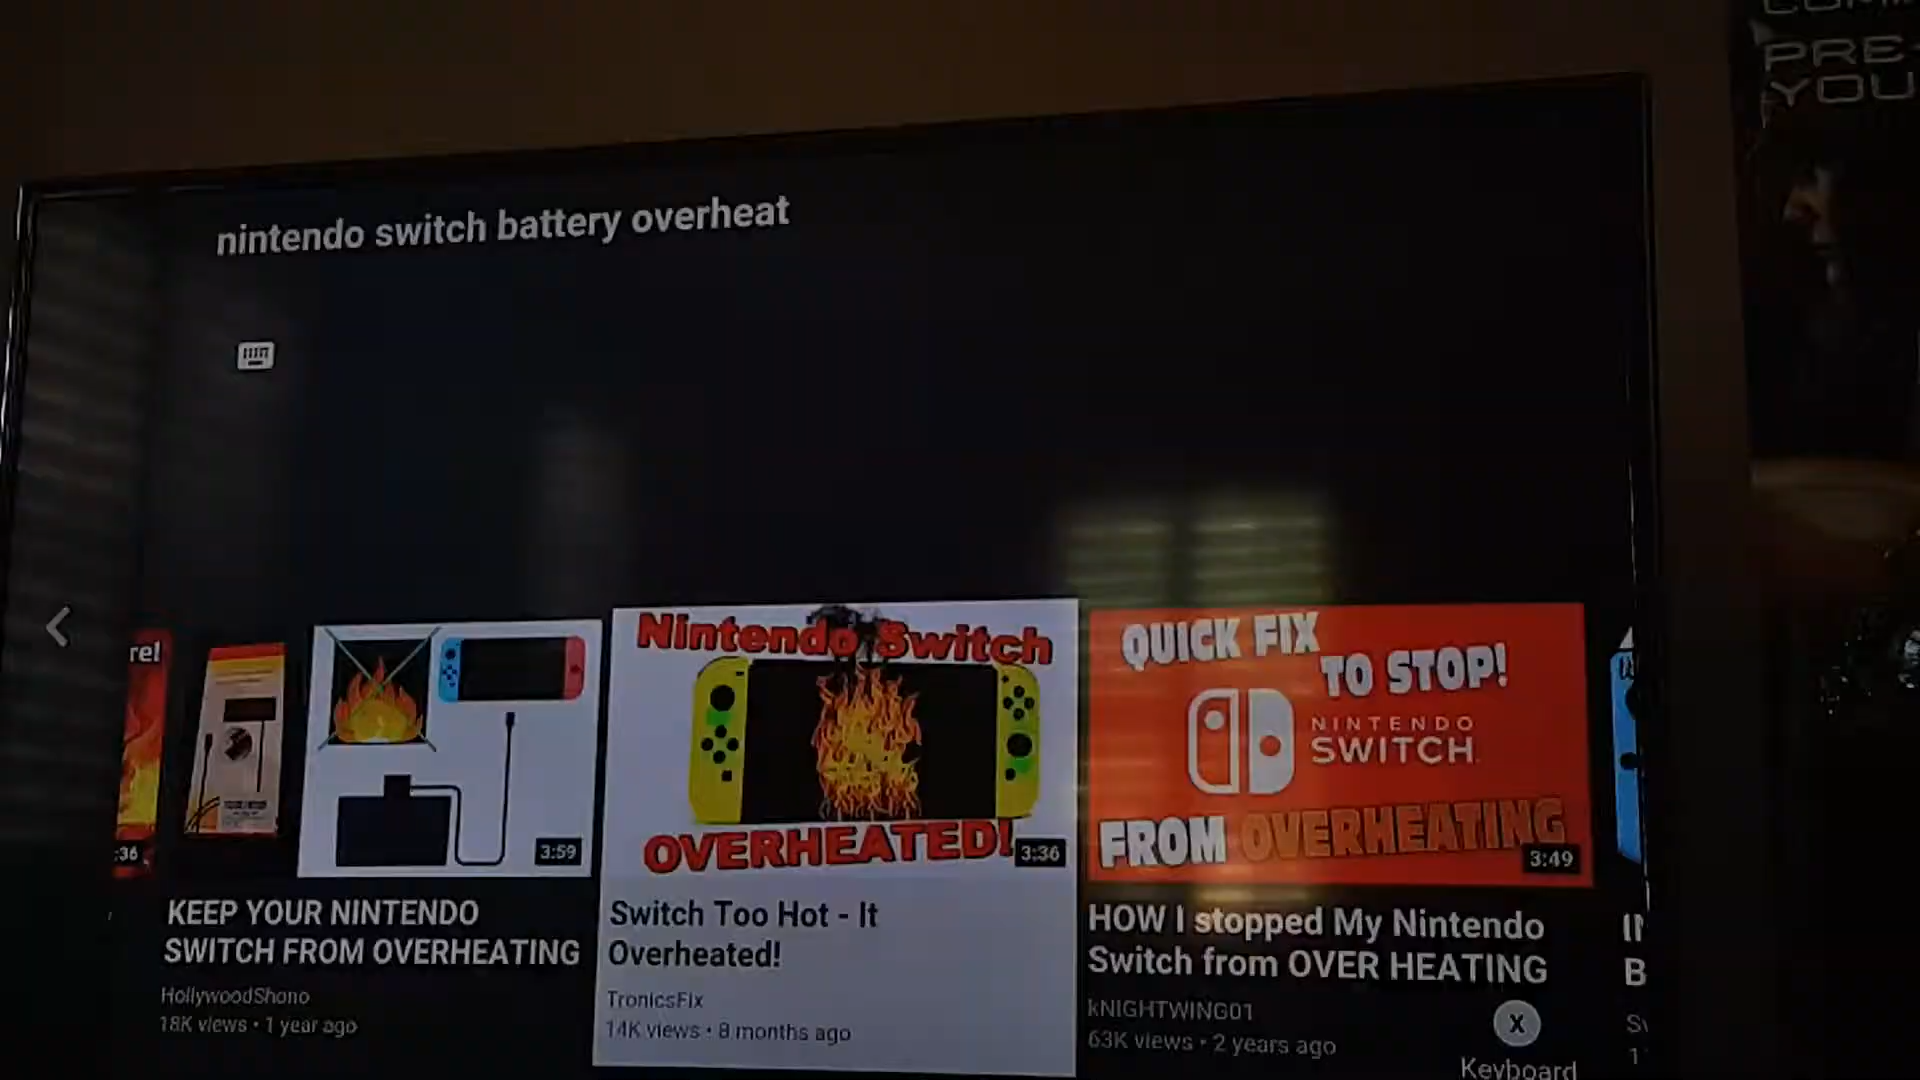 PRE-
YOU
nintendo switch battery overheat
rel
:36
3:59
KEEP YOUR NINTENDO
SWITCH FROM OVERHEATING
HollywoodShono
18K views • 1 year ago
Nintendo Switch
OVERHEATED!
3:36
Switch Too Hot - It
Overheated!
TronicsFix
14K views • 8 months ago
QUICK FIX
TO STOP!
NINTENDO
SWITCH
FROM OVERHEATING
3:49
HOW I stopped My Nintendo
Switch from OVER HEATING
kNIGHTWING01
63K views • 2 years ago
X
Keyboard